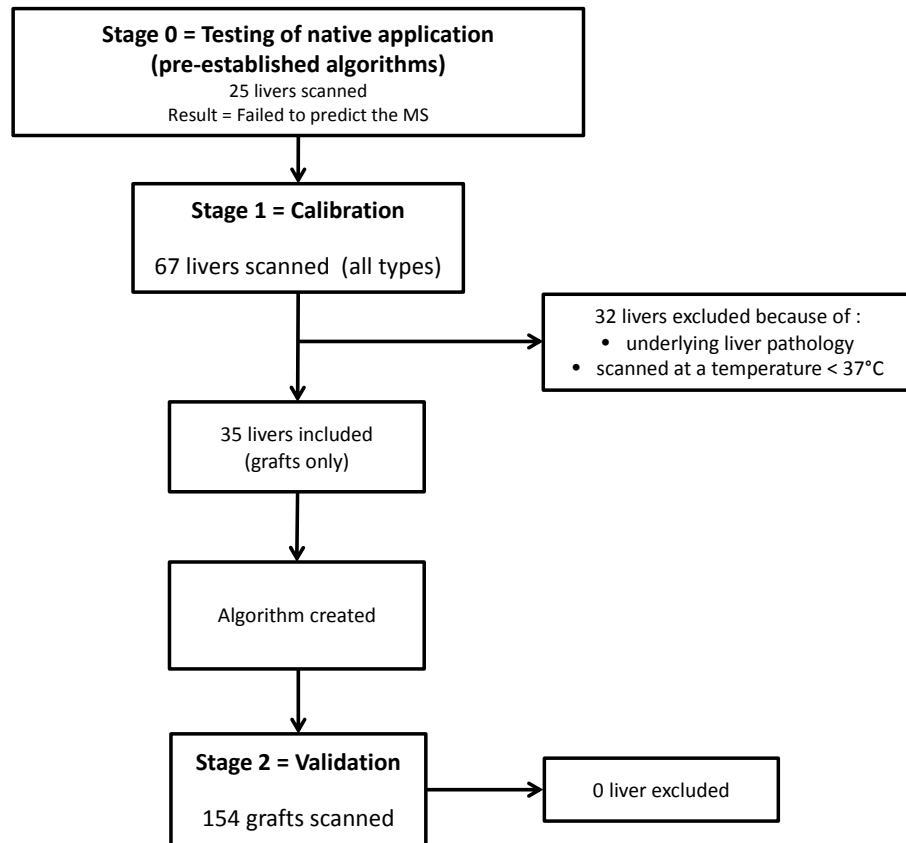 Stage 0 = Testing of native application
(pre-established algorithms)
25 livers scanned
Result = Failed to predict the MS
Stage 1 = Calibration
67 livers scanned (all types)
32 livers excluded because of :
• underlying liver pathology
• scanned at a temperature < 37°C
35 livers included
(grafts only)
Algorithm created
Stage 2 = Validation
154 grafts scanned
0 liver excluded